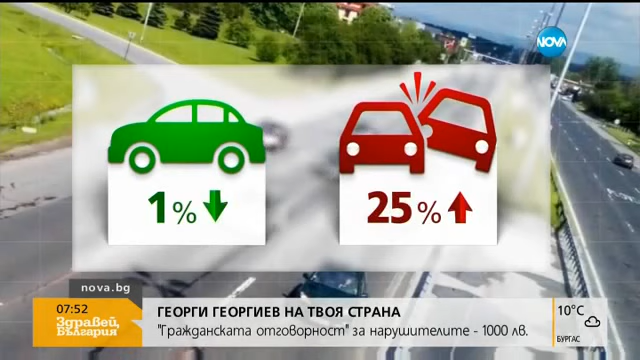 NOVA
1% 
25%
nova.bg
07:52
Здравей, България
ГЕОРГИ ГЕОРГИЕВ НА ТВОЯ СТРАНА
"Гражданската отговорност" за нарушителите - 1000 лв.
10°C
БУРГАС